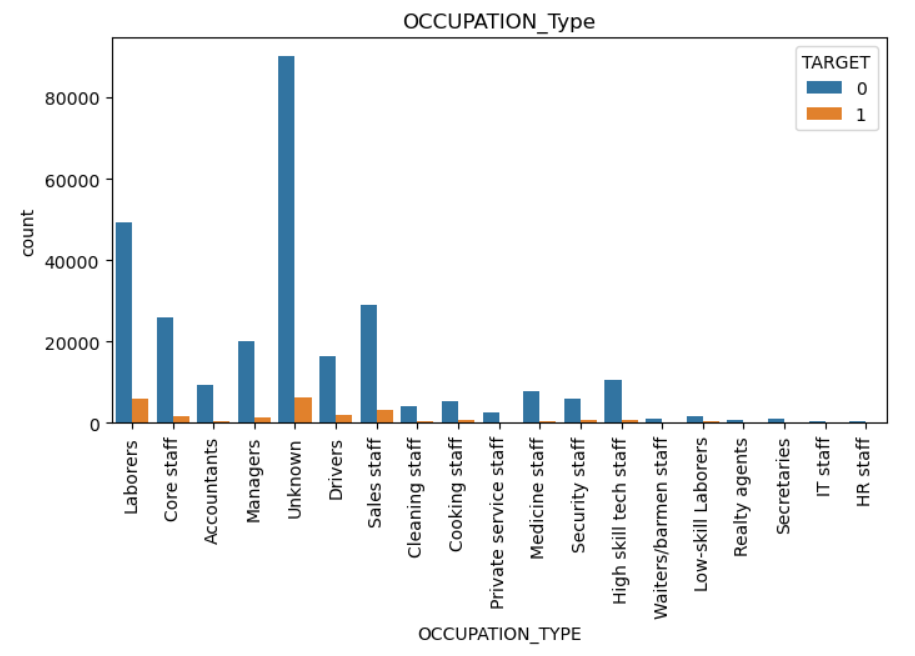 OCCUPATION_Type
TARGET
0
1
80000
60000
40000
20000
0
count
Laborers
Core staff
Accountants
Managers
Unknown
Drivers
Sales staff
Cleaning staff
Cooking staff
Private service staff
Medicine staff
Security staff
High skill tech staff
Waiters/barmen staff
Low-skill Laborers
Realty agents
Secretaries
IT staff
HR staff
OCCUPATION_TYPE